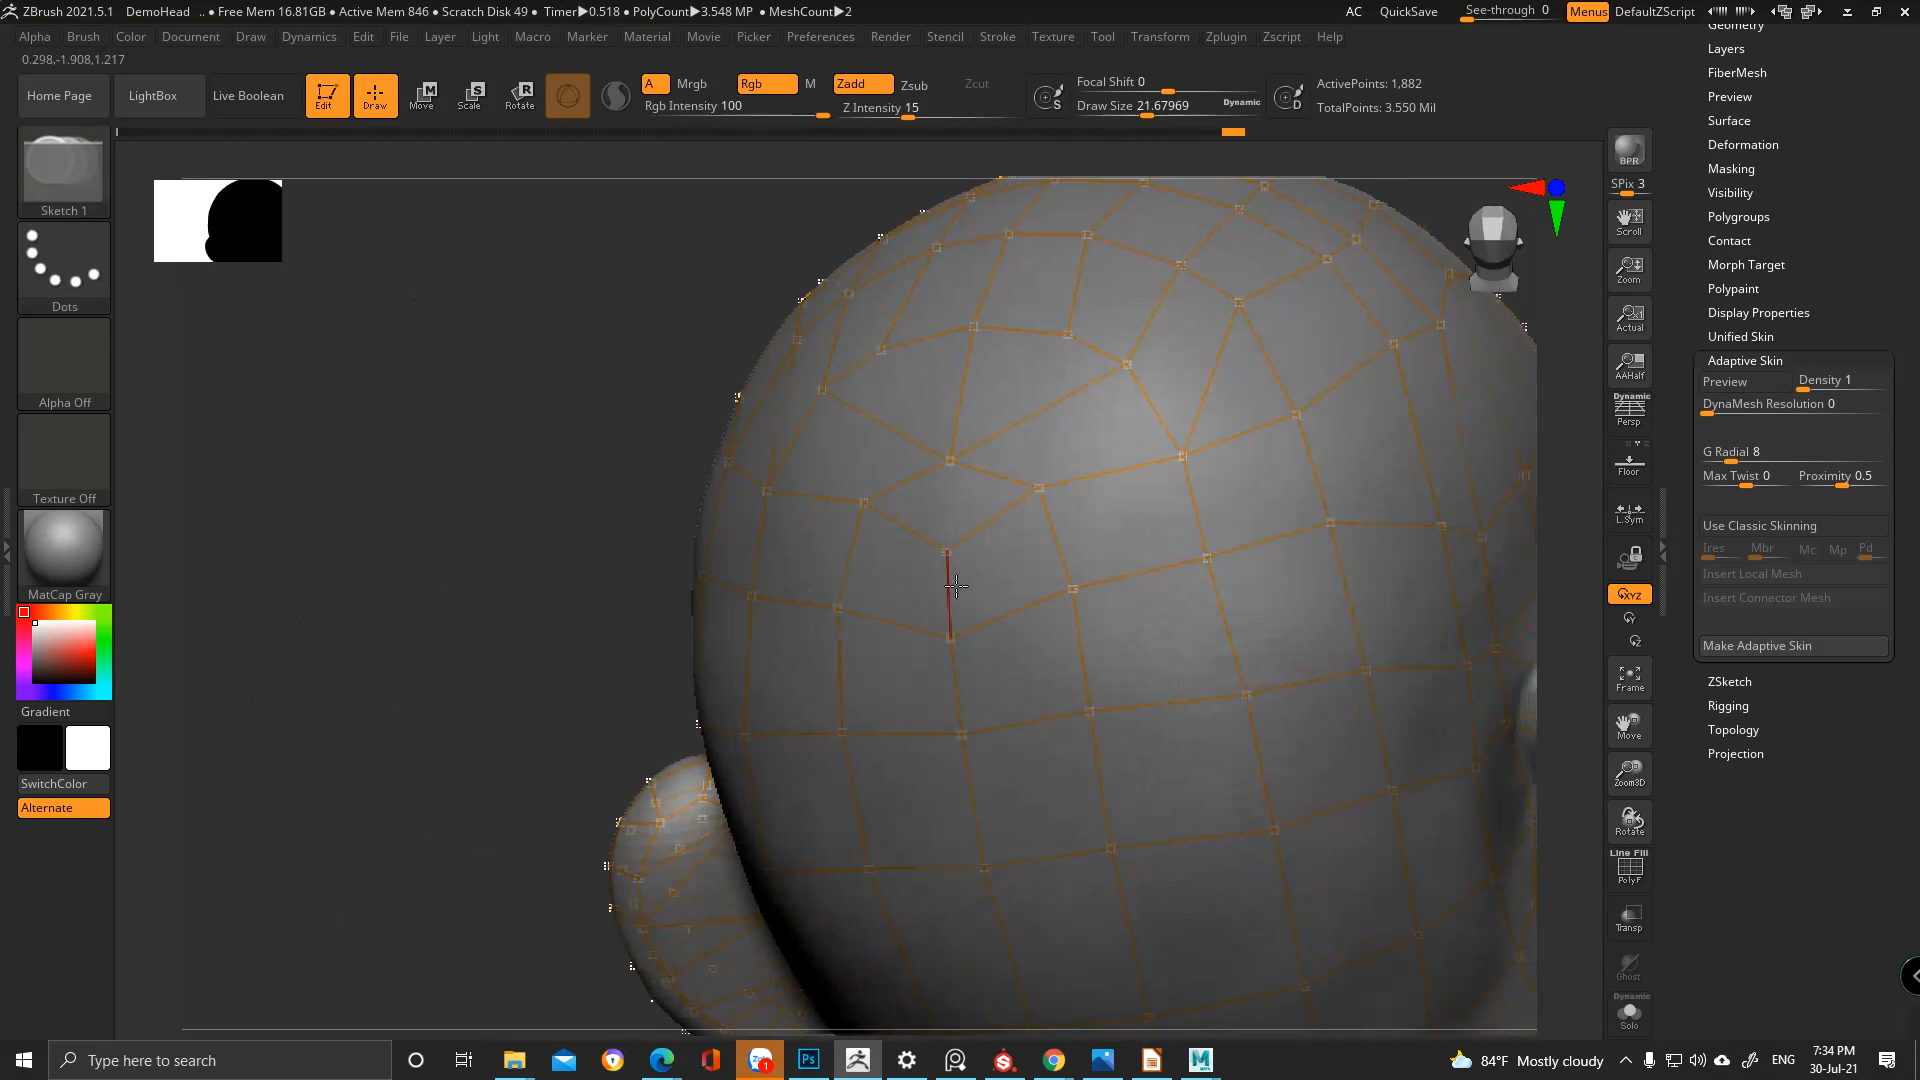 ZBrush 2021.5.1 DemoHead .. ● Free Mem 16.81GB ● Active Mem 846 ● Scratch Disk 49 ● Timer▶0.518 ● PolyCount▶3.548 MP ● MeshCount▶2 AC QuickSave See-through 0 Menus DefaultZScript
Alpha Brush Color Document Draw Dynamics Edit File Layer Light Macro Marker Material Movie Picker Preferences Render Stencil Stroke Texture Tool Transform Zplugin Zscript Help
0.298,-1.908,1.217
Home Page LightBox Live Boolean Edit Draw Move Scale Rotate
A Mrgb Rgb M Zadd Zsub Zcut
Rgb Intensity 100 Z Intensity 15
Focal Shift 0
Draw Size 21.67969 Dynamic
ActivePoints: 1,882
TotalPoints: 3.550 Mil
Sketch 1
Dots
Alpha Off
Texture Off
MatCap Gray
Gradient
SwitchColor
Alternate
BPR
SPix 3
Scroll
Zoom
Actual
AAHalf
Dynamic
Persp
Floor
L.Sym
XYZ
Frame
Move
Zoom3D
Rotate
Line Fill
PolyF
Transp
Ghost
Dynamic
Solo
Geometry
Layers
FiberMesh
Preview
Surface
Deformation
Masking
Visibility
Polygroups
Contact
Morph Target
Polypaint
Display Properties
Unified Skin
Adaptive Skin
Preview Density 1
DynaMesh Resolution 0
G Radial 8
Max Twist 0 Proximity 0.5
Use Classic Skinning
Ires Mbr Mc Mp Pd
Insert Local Mesh
Insert Connector Mesh
Make Adaptive Skin
ZSketch
Rigging
Topology
Projection
Type here to search
84°F Mostly cloudy ENG
7:34 PM
30-Jul-21